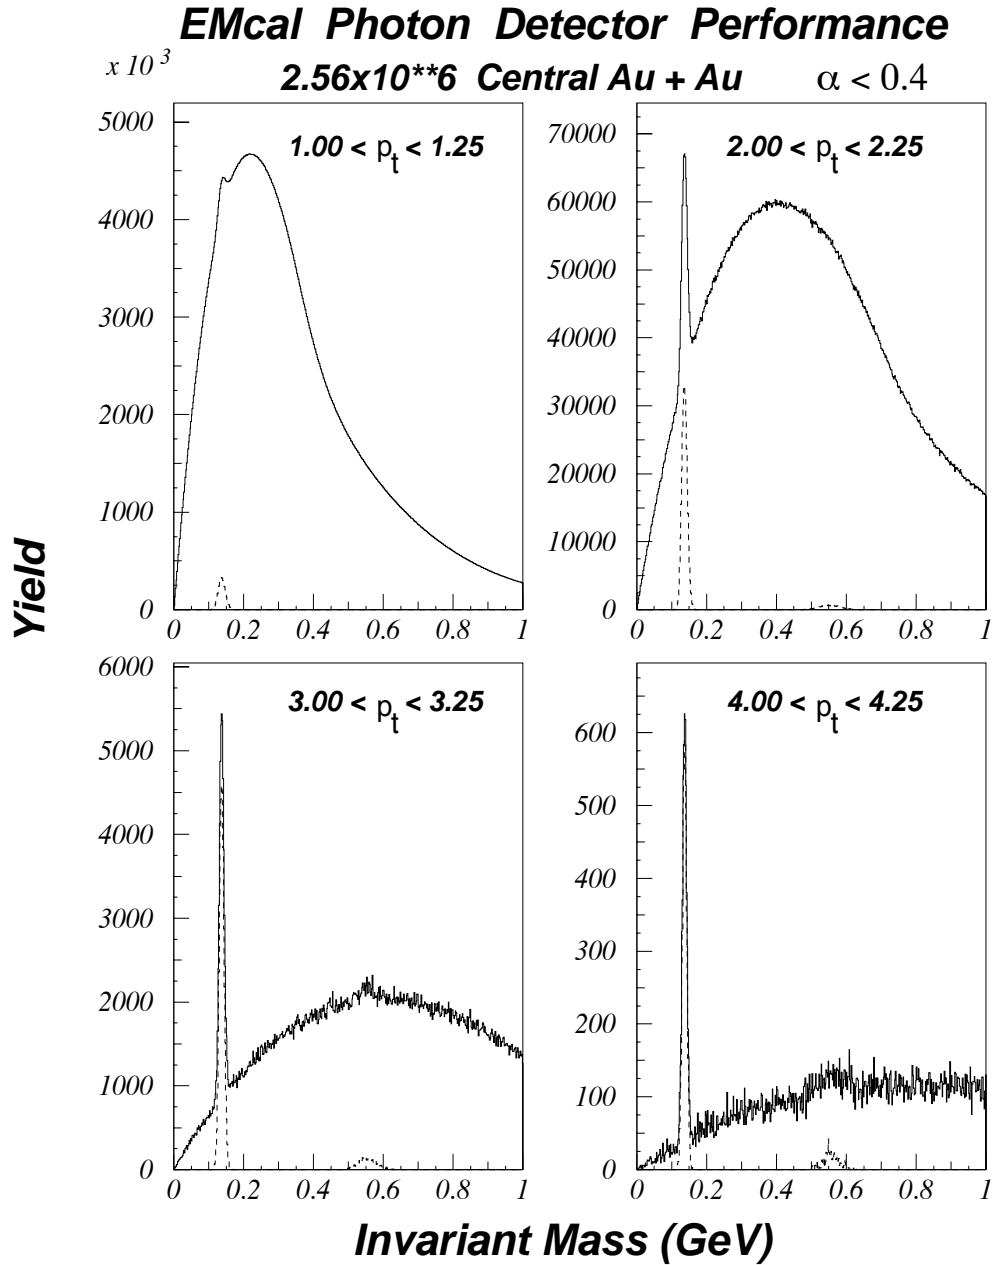 EMcal Photon Detector Performance
x 10 3
2.56x10**6 Central Au + Au α < 0.4
1.00 < pt < 1.25
5000
4000
3000
2000
1000
0
0 0.2 0.4 0.6 0.8 1
2.00 < pt < 2.25
70000
60000
50000
40000
30000
20000
10000
0
0 0.2 0.4 0.6 0.8 1
Yield
3.00 < pt < 3.25
6000
5000
4000
3000
2000
1000
0
0 0.2 0.4 0.6 0.8 1
4.00 < pt < 4.25
600
500
400
300
200
100
0
0 0.2 0.4 0.6 0.8 1
Invariant Mass (GeV)